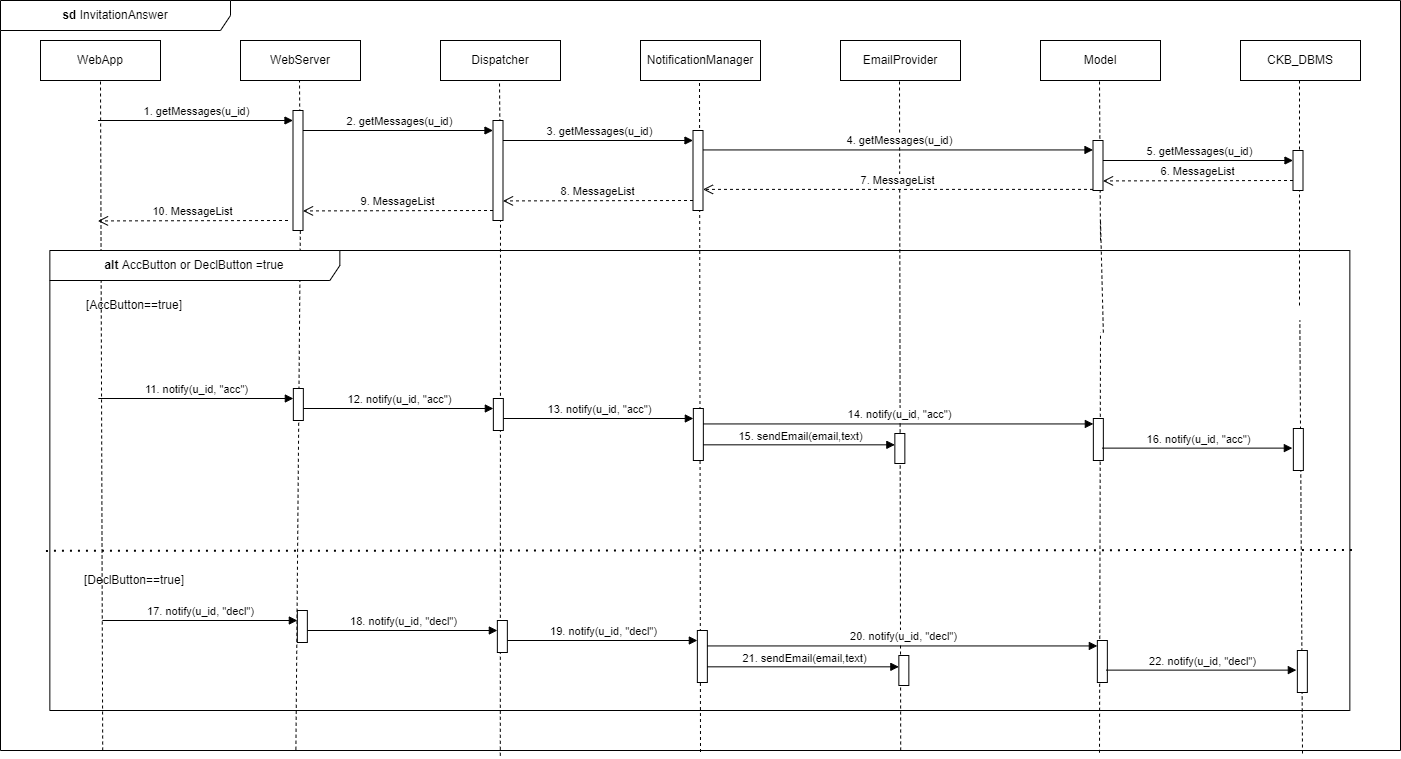 sd InvitationAnswer
WebApp
WebServer
Dispatcher
NotificationManager
EmailProvider
Model
CKB_DBMS
1. getMessages(u_id)
2. getMessages(u_id)
3. getMessages(u_id)
4. getMessages(u_id)
5. getMessages(u_id)
6. MessageList
7. MessageList
8. MessageList
9. MessageList
10. MessageList
alt AccButton or DeclButton =true
[AccButton==true]
11. notify(u_id, "acc")
12. notify(u_id, "acc")
13. notify(u_id, "acc")
14. notify(u_id, "acc")
15. sendEmail(email,text)
16. notify(u_id, "acc")
[DeclButton==true]
17. notify(u_id, "decl")
18. notify(u_id, "decl")
19. notify(u_id, "decl")
20. notify(u_id, "decl")
21. sendEmail(email,text)
22. notify(u_id, "decl")